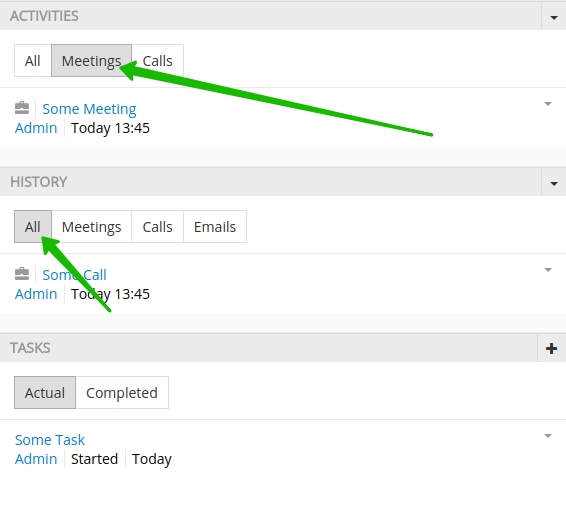 ACTIVITIES
All Meetings Calls
Some Meeting
Admin Today 13:45
HISTORY
All Meetings Calls Emails
Some Call
Admin Today 13:45
TASKS
Actual Completed
Some Task
Admin Started Today